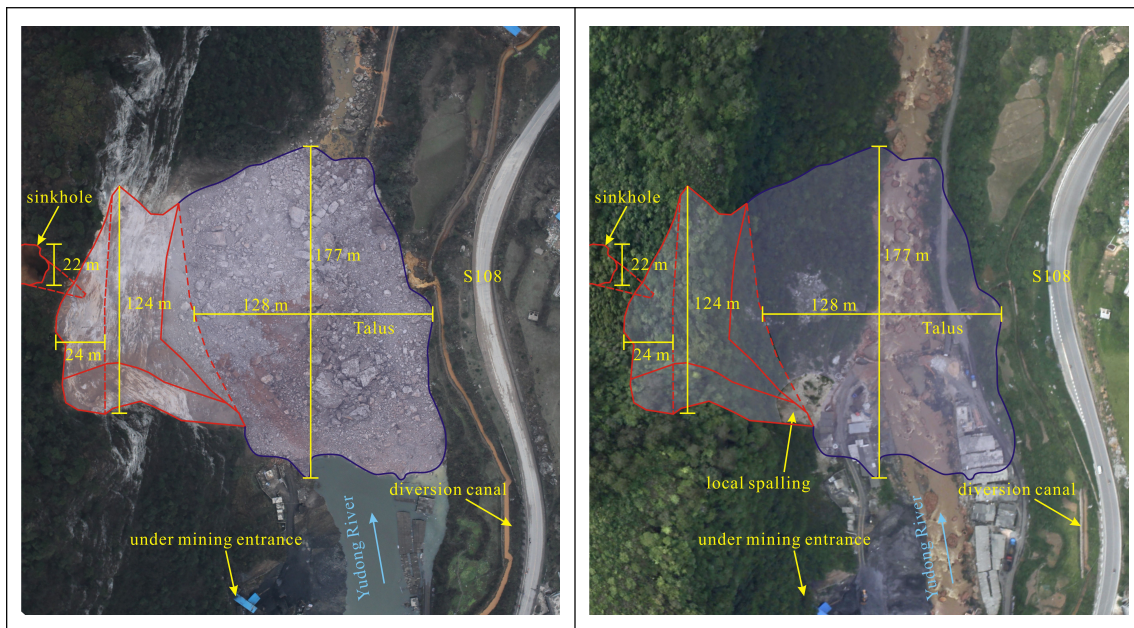 sinkhole
22 m
177 m
S108
124 m
128 m
Talus
24 m
diversion canal
under mining entrance
Yudong River
sinkhole
22 m
177 m
S108
124 m
128 m
Talus
24 m
local spalling
diversion canal
under mining entrance
Yudong River